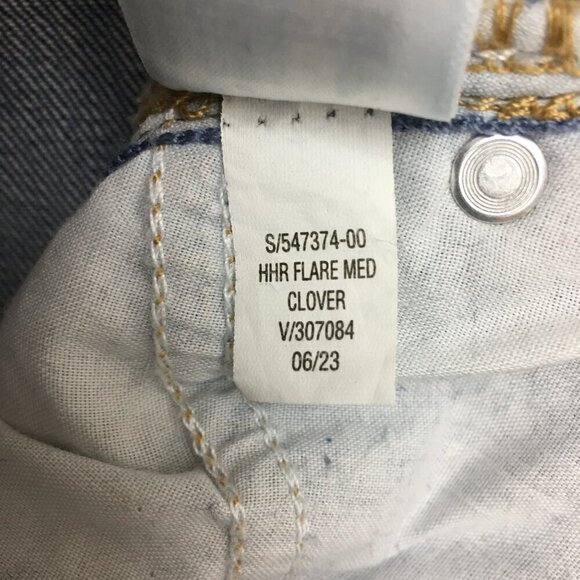 S/547374-00
HHR FLARE MED
CLOVER
V/307084
06/23